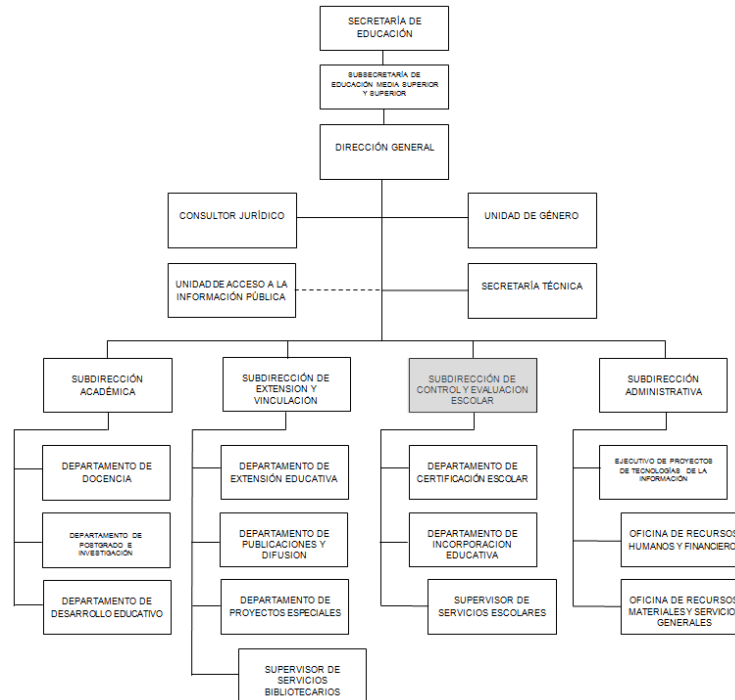 SECRETARÍA DE
EDUCACIÓN
SUBSECRETARÍA DE
EDUCACIÓN MEDIA SUPERIOR
Y SUPERIOR
DIRECCIÓN GENERAL
CONSULTOR JURÍDICO
UNIDAD DE GÉNERO
UNIDAD DE ACCESO A LA
INFORMACIÓN PÚBLICA
SECRETARÍA TÉCNICA
SUBDIRECCIÓN
ACADÉMICA
SUBDIRECCIÓN DE
EXTENSION Y
VINCULACIÓN
SUBDIRECCIÓN DE
CONTROL Y EVALUACION
ESCOLAR
SUBDIRECCIÓN
ADMINISTRATIVA
DEPARTAMENTO DE
DOCENCIA
DEPARTAMENTO DE
EXTENSIÓN EDUCATIVA
DEPARTAMENTO DE
CERTIFICACIÓN ESCOLAR
EJECUTIVO DE PROYECTOS
DE TECNOLOGÍAS DE LA
INFORMACIÓN
DEPARTAMENTO DE
POSTGRADO E
INVESTIGACIÓN
DEPARTAMENTO DE
PUBLICACIONES Y
DIFUSION
DEPARTAMENTO DE
INCORPORACION
EDUCATIVA
OFICINA DE RECURSOS
HUMANOS Y FINANCIERO
DEPARTAMENTO DE
DESARROLLO EDUCATIVO
DEPARTAMENTO DE
PROYECTOS ESPECIALES
SUPERVISOR DE
SERVICIOS ESCOLARES
OFICINA DE RECURSOS
MATERIALES Y SERVICIO
GENERALES
SUPERVISOR DE
SERVICIOS
BIBLIOTECARIOS